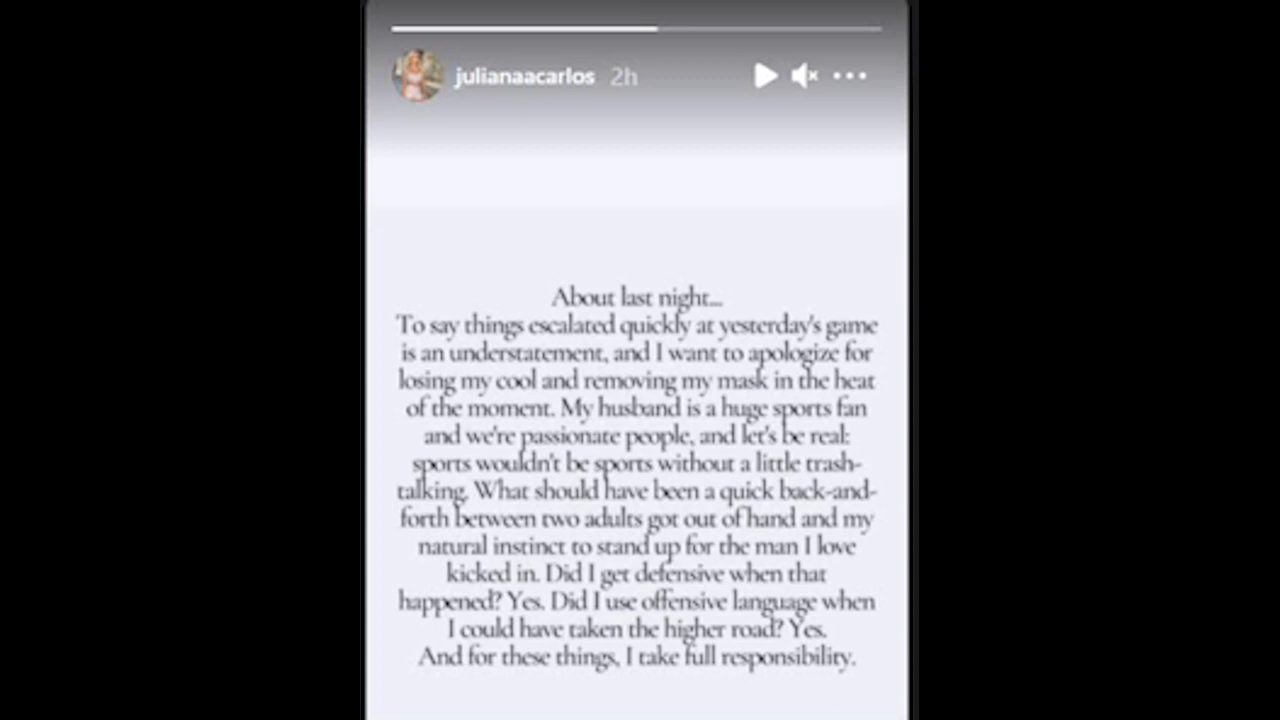 julianaacarlos 2h
About last night...
To say things escalated quickly at yesterday's game
is an understatement, and I want to apologize for
losing my cool and removing my mask in the heat
of the moment. My husband is a huge sports fan
and we're passionate people, and let's be real:
sports wouldn't be sports without a little trash-
talking. What should have been a quick back-and-
forth between two adults got out of hand and my
natural instinct to stand up for the man I love
kicked in. Did I get defensive when that
happened? Yes. Did I use offensive language when
I could have taken the higher road? Yes.
And for these things, I take full responsibility.